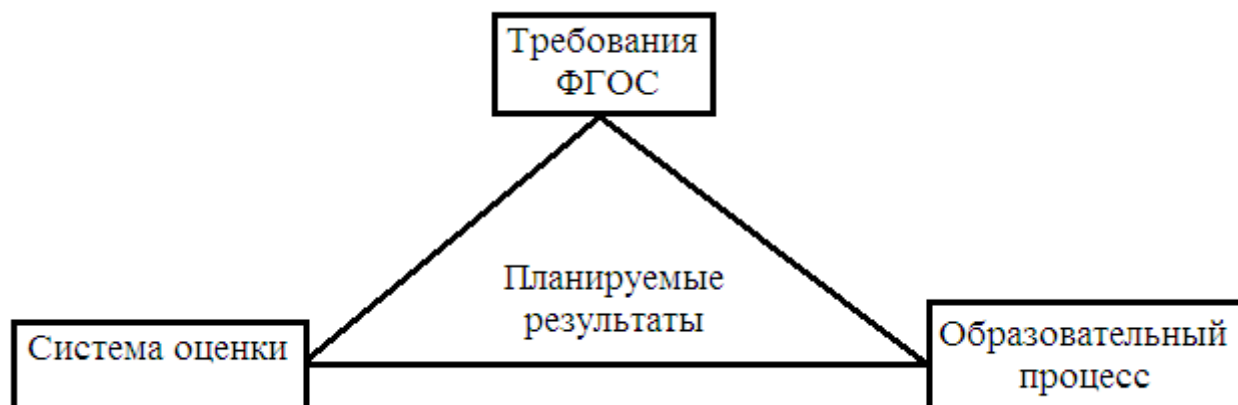 Требования
ФГОС
Планируемые
результаты
Система оценки
Образовательный
процесс